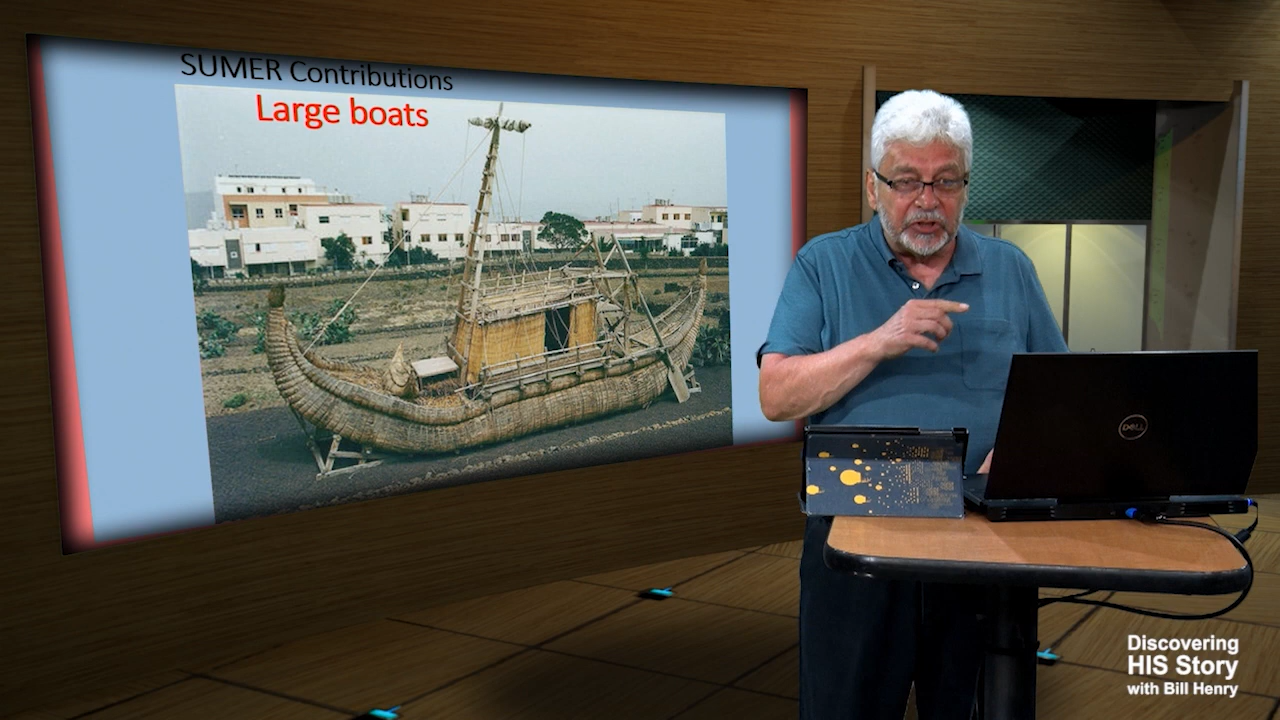 SUMER Contributions
Large boats
DELL
Discovering
HIS Story
with Bill Henry